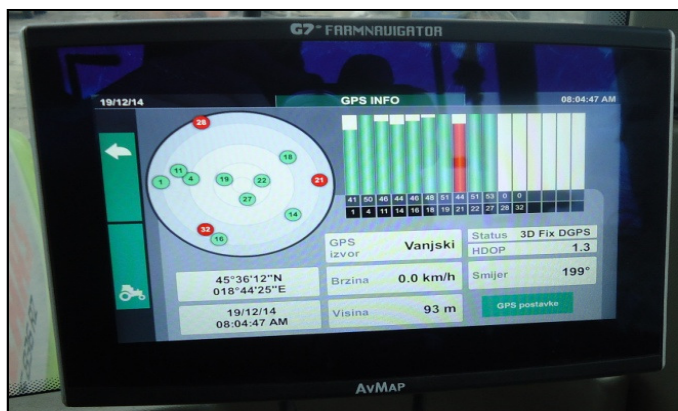 G7+ FARMNAVIGATOR
19/12/14 GPS INFO 08:04:47 AM
28
18
11
1 4 19 22 21
27
14
32
16
41 50 46 44 46 48 51 44 51 53 0 0
1 4 11 14 16 18 19 21 22 27 28 32
GPS izvor Vanjski
Status 3D Fix DGPS
HDOP 1.3
45°36'12"N
018°44'25"E
Brzina 0.0 km/h
Smijer 199°
19/12/14
08:04:47 AM
Visina 93 m
GPS postavke
AvMap